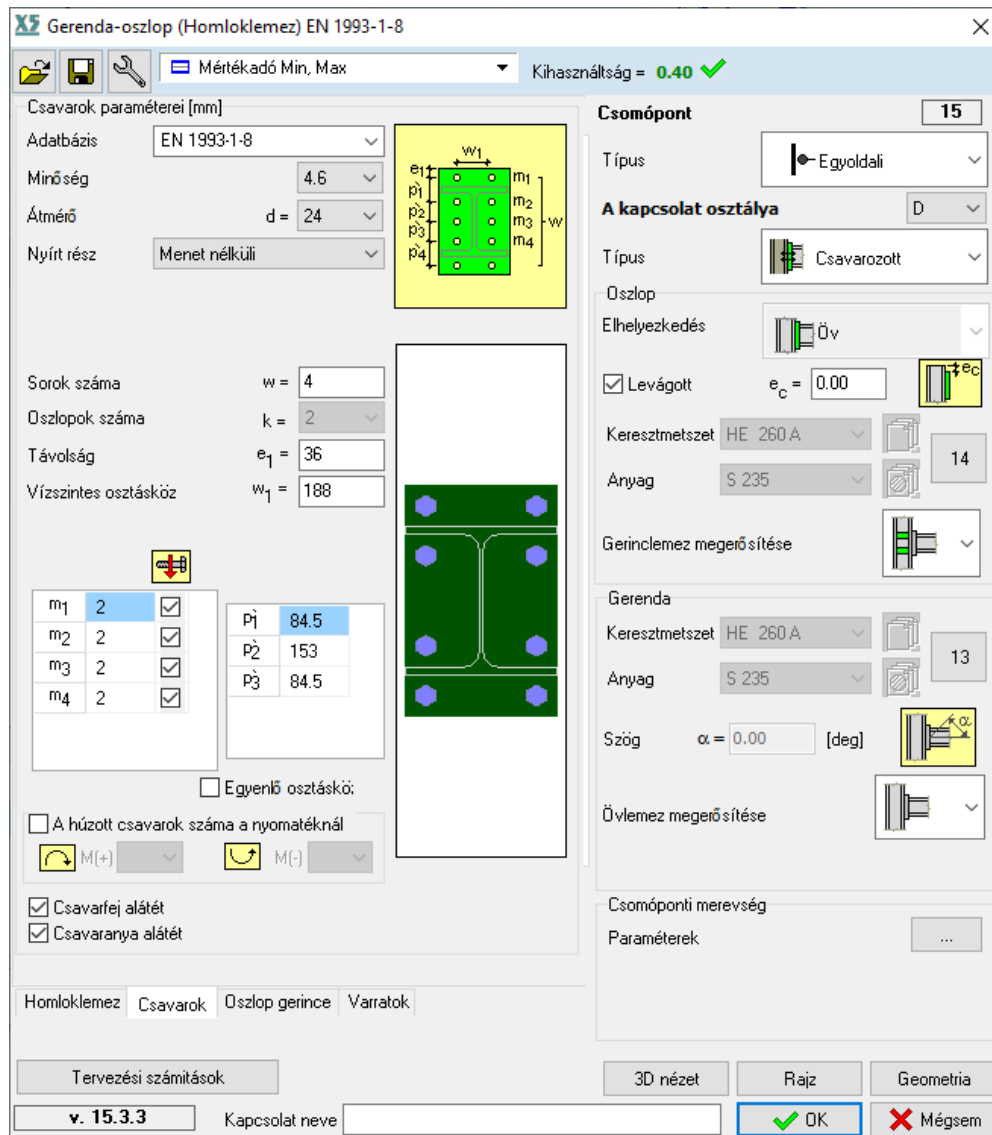 Gerenda-oszlop (Homloklemez) EN 1993-1-8
Mértékadó Min, Max
Kihasználtság = 0.40
Csavarok paraméterei [mm]
Adatbázis EN 1993-1-8
Minőség 4.6
Átmérő d = 24
Nyírt rész Menet nélküli
w1
e1 m1
p1 m2
p2 m3 w
p3 m4
p4
Sorok száma w = 4
Oszlopok száma k = 2
Távolság e1 = 36
Vízszintes osztásköz w1 = 188
m1 2
m2 2
m3 2
m4 2
p1 84.5
p2 153
p3 84.5
Egyenlő osztáskö:
A húzott csavarok száma a nyomatéknál
M(+) M(-)
Csavarfej alátét
Csavaranya alátét
Homloklemez Csavarok Oszlop gerince Varratok
Csomópont 15
Típus Egyoldali
A kapcsolat osztálya D
Típus Csavarozott
Oszlop
Elhelyezkedés Öv
Levágott ec = 0.00 ec
Keresztmetszet HE 260 A
14
Anyag S 235
Gerinclemez megerősítése
Gerenda
Keresztmetszet HE 260 A
13
Anyag S 235
Szög α = 0.00 [deg] α
Övlemez megerősítése
Csomóponti merevség
Paraméterek ...
Tervezési számítások 3D nézet Rajz Geometria
v. 15.3.3 Kapcsolat neve OK Mégsem